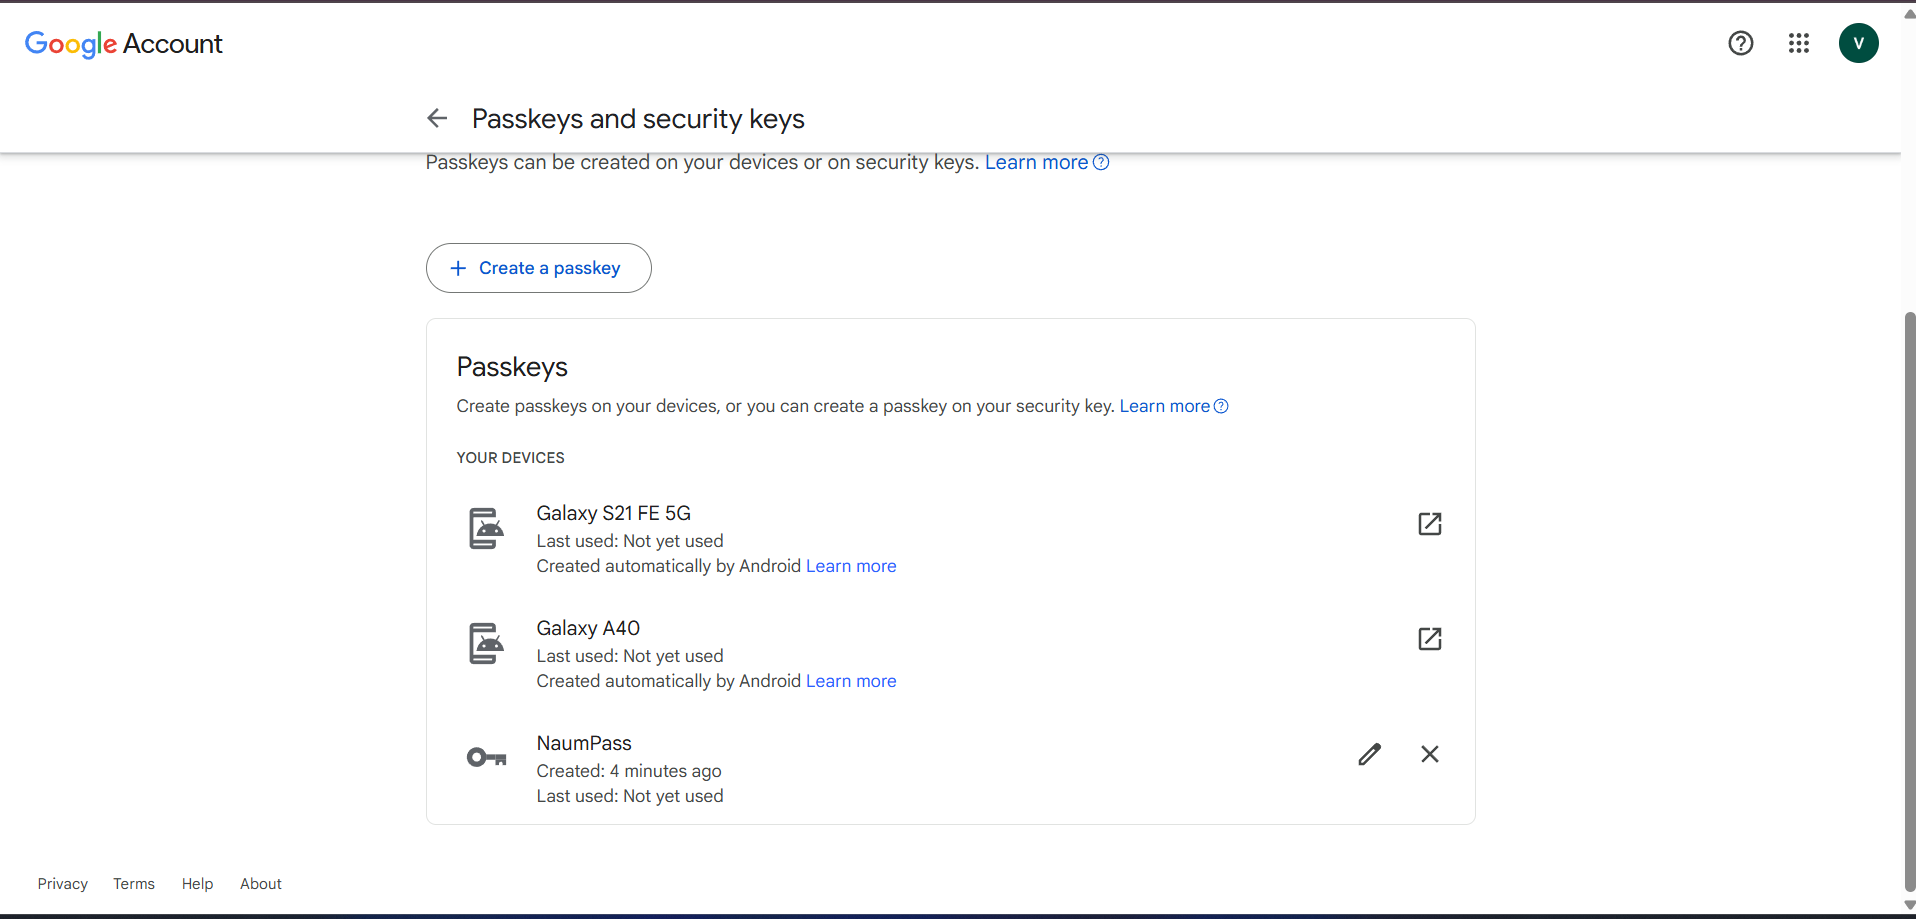 Google Account
V
Passkeys and security keys
Passkeys can be created on your devices or on security keys. Learn more
Create a passkey
Passkeys
Create passkeys on your devices, or you can create a passkey on your security key. Learn more
YOUR DEVICES
Galaxy S21 FE 5G
Last used: Not yet used
Created automatically by Android Learn more
Galaxy A40
Last used: Not yet used
Created automatically by Android Learn more
NaumPass
Created: 4 minutes ago
Last used: Not yet used
Privacy Terms Help About